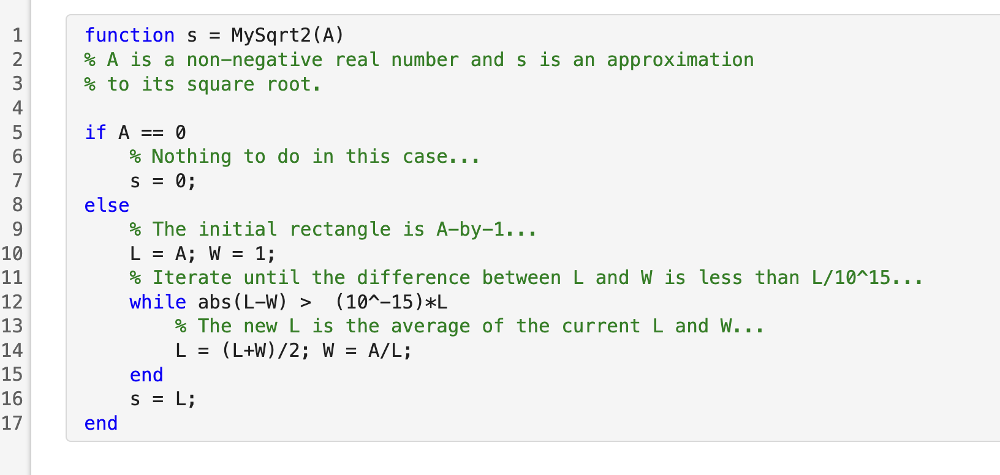 1 function s = MySqrt2(A)
2 % A is a non-negative real number and s is an approximation
3 % to its square root.
4
5 if A == 0
6     % Nothing to do in this case...
7     s = 0;
8 else
9     % The initial rectangle is A-by-1...
10     L = A; W = 1;
11     % Iterate until the difference between L and W is less than L/10^15...
12     while abs(L-W) >  (10^-15)*L
13         % The new L is the average of the current L and W...
14         L = (L+W)/2; W = A/L;
15     end
16     s = L;
17 end